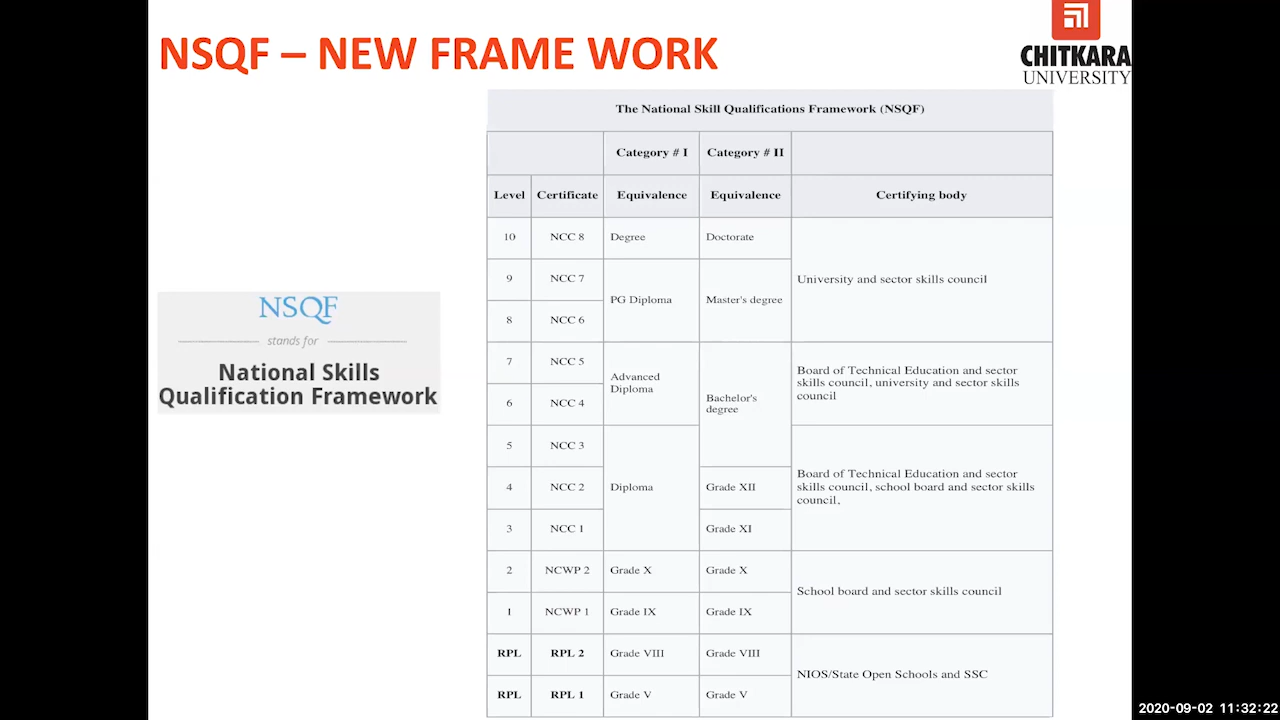 NSQF – NEW FRAME WORK
CHITKARA
UNIVERSITY
NSQF
stands for
National Skills
Qualification Framework
The National Skill Qualifications Framework (NSQF)
Category # I Category # II
Level Certificate Equivalence Equivalence Certifying body
10 NCC 8 Degree Doctorate
University and sector skills council
9 NCC 7
PG Diploma Master's degree
8 NCC 6
7 NCC 5
Advanced
Diploma
Board of Technical Education and sector
skills council, university and sector skills
council
6 NCC 4
Bachelor's
degree
5 NCC 3
4 NCC 2 Diploma Grade XII
Board of Technical Education and sector
skills council, school board and sector skills
council,
3 NCC 1 Grade XI
2 NCWP 2 Grade X Grade X
School board and sector skills council
1 NCWP 1 Grade IX Grade IX
RPL RPL 2 Grade VIII Grade VIII
NIOS/State Open Schools and SSC
RPL RPL 1 Grade V Grade V
2020-09-02 11:32:22